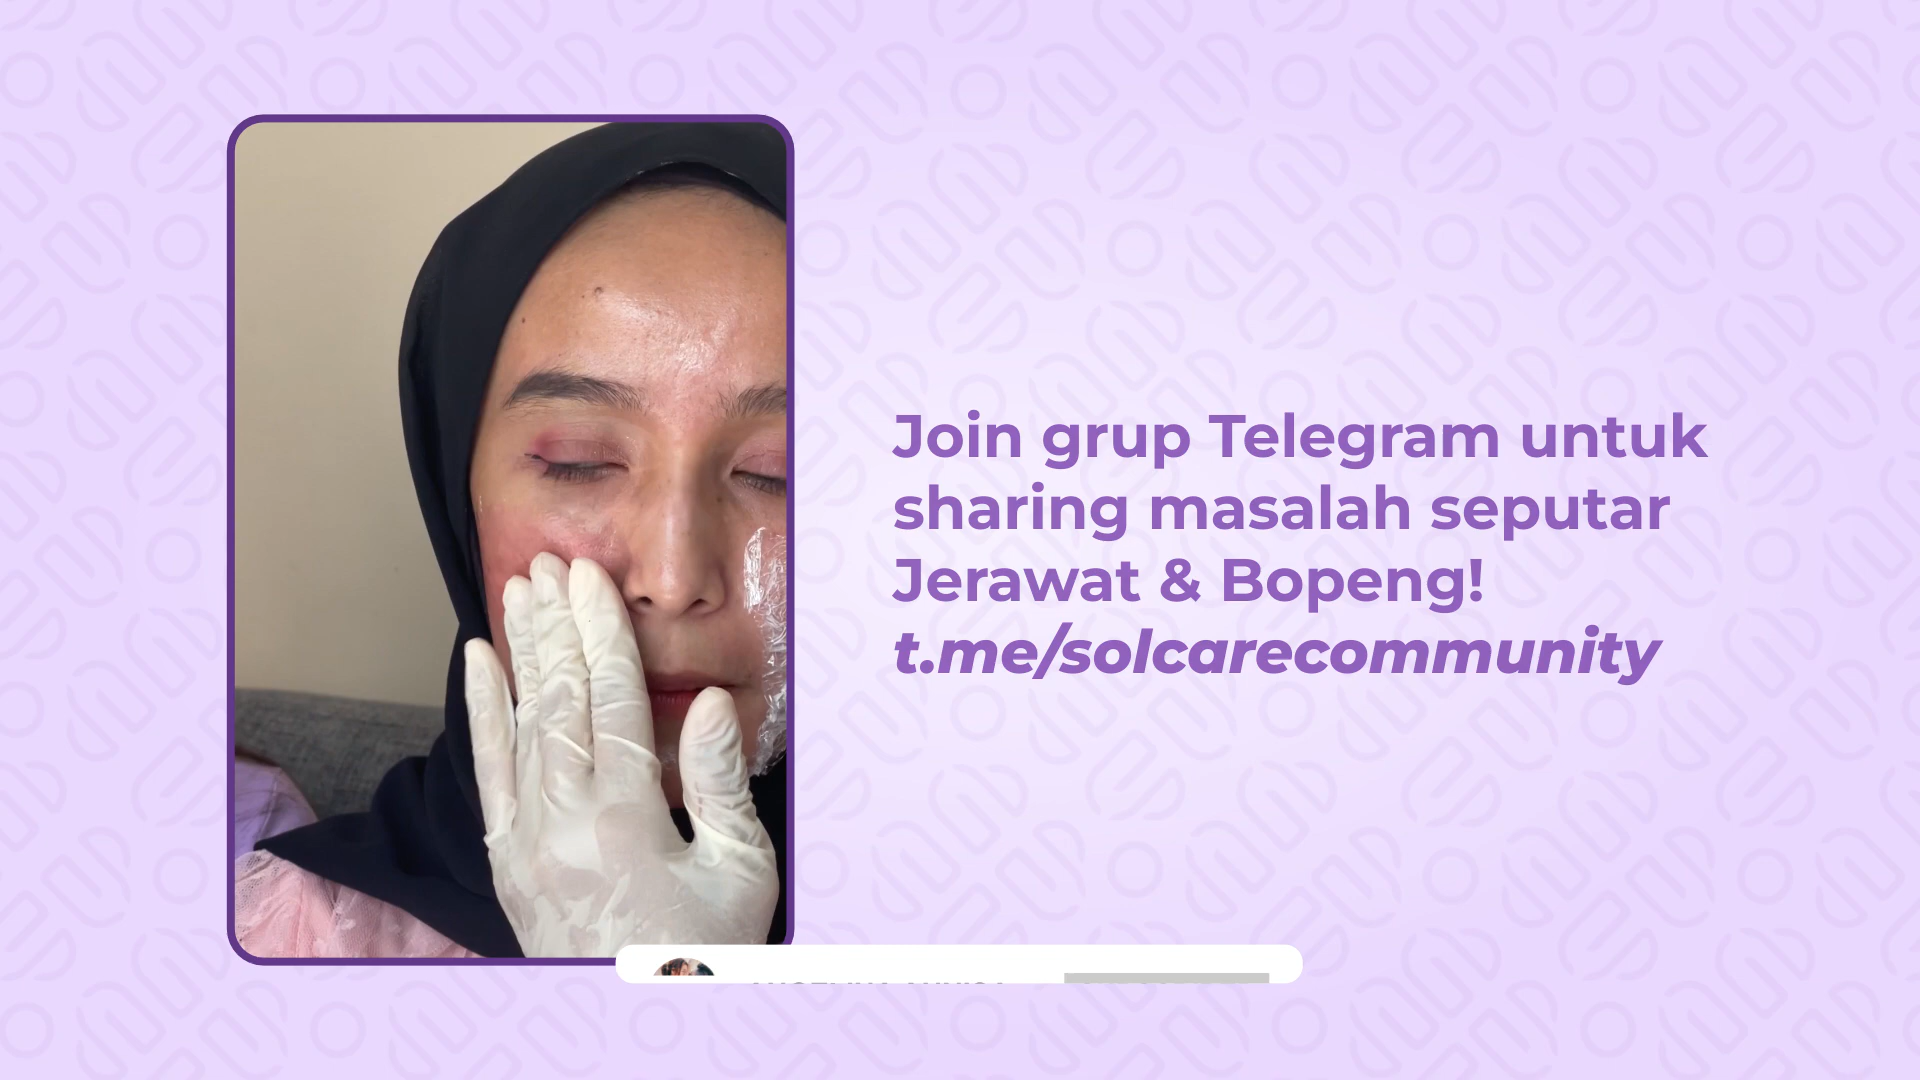 Join grup Telegram untuk
sharing masalah seputar
Jerawat & Bopeng!
t.me/solcarecommunity